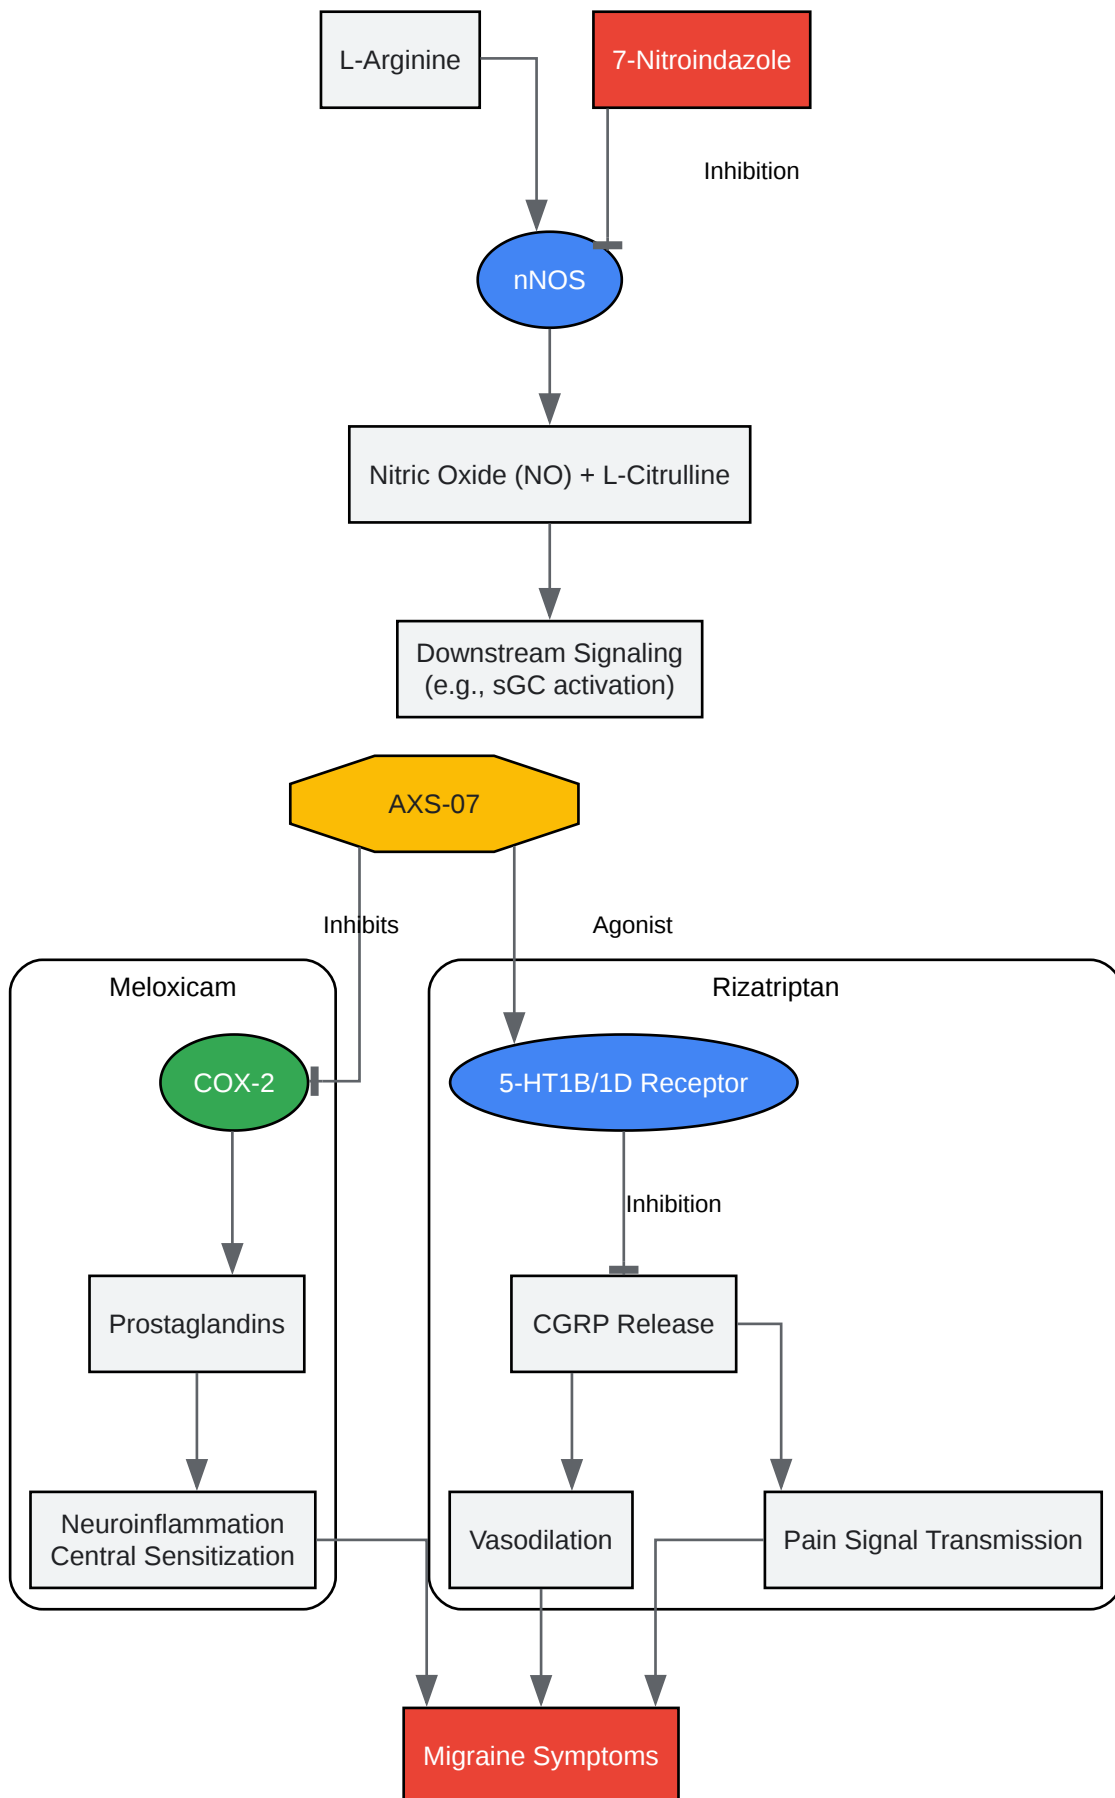 L-Arginine
7-Nitroindazole
Inhibition
nNOS
Nitric Oxide (NO) + L-Citrulline
Downstream Signaling
(e.g., sGC activation)
AXS-07
Inhibits
Agonist
Meloxicam
Rizatriptan
COX-2
5-HT1B/1D Receptor
Inhibition
Prostaglandins
CGRP Release
Neuroinflammation
Central Sensitization
Vasodilation
Pain Signal Transmission
Migraine Symptoms